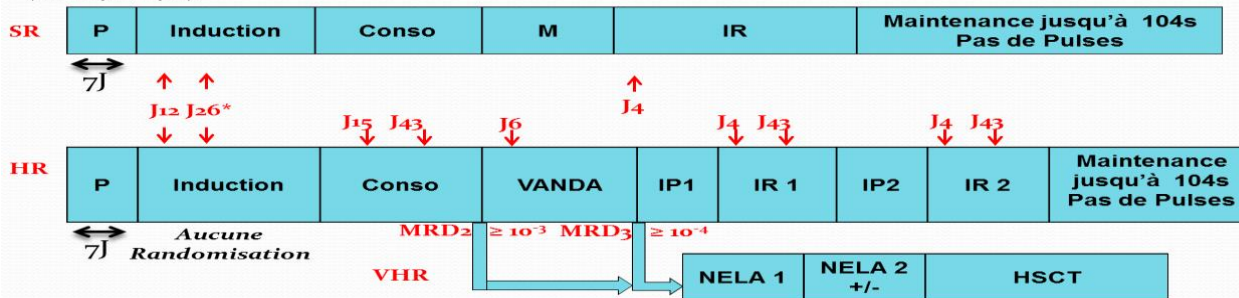 SR P Induction Conso M IR Maintenance jusqu'à 104s
Pas de Pulses
7J
J12 J26*
J4
J15 J43
J6
J4 J43
J4 J43
HR P Induction Conso VANDA IP1 IR 1 IP2 IR 2 Maintenance
jusqu'à 104s
Pas de Pulses
7J
Aucune
Randomisation
MRD2 ≥ 10⁻³ MRD3 ≥ 10⁻⁴
VHR
NELA 1 NELA 2
+/-
HSCT